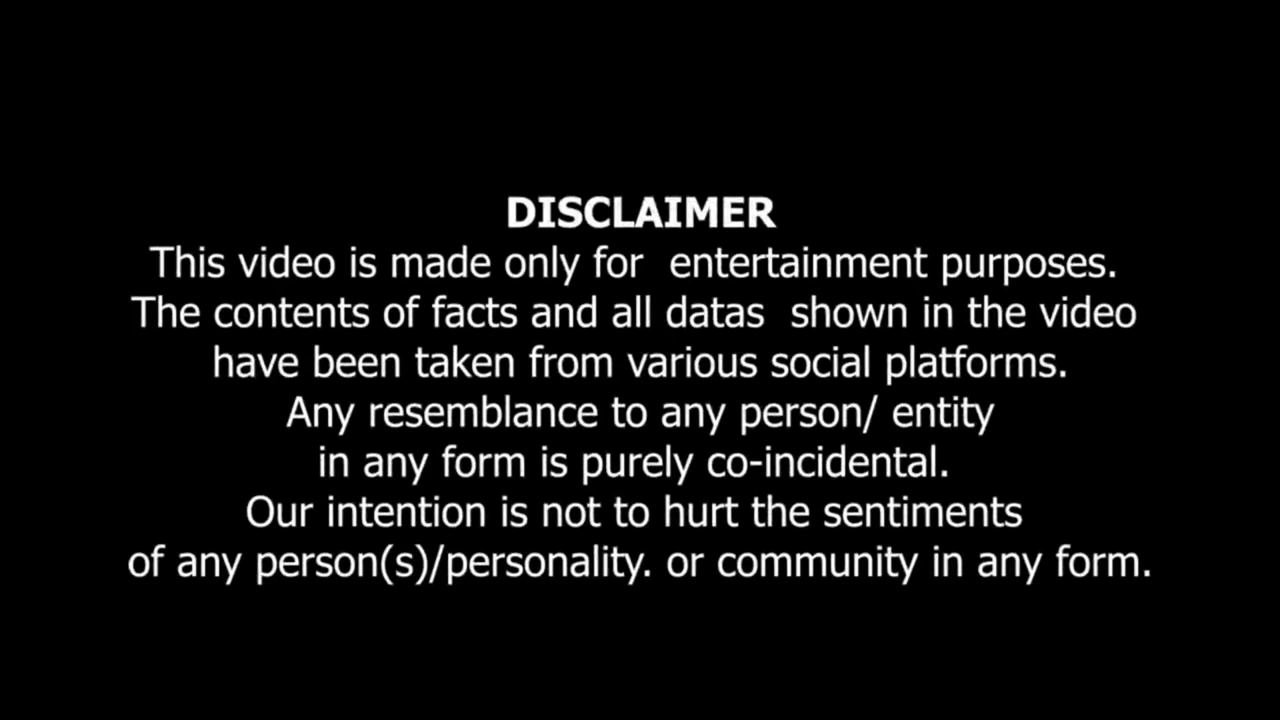 DISCLAIMER
This video is made only for  entertainment purposes.
The contents of facts and all datas  shown in the video
have been taken from various social platforms.
Any resemblance to any person/ entity
in any form is purely co-incidental.
Our intention is not to hurt the sentiments
of any person(s)/personality. or community in any form.